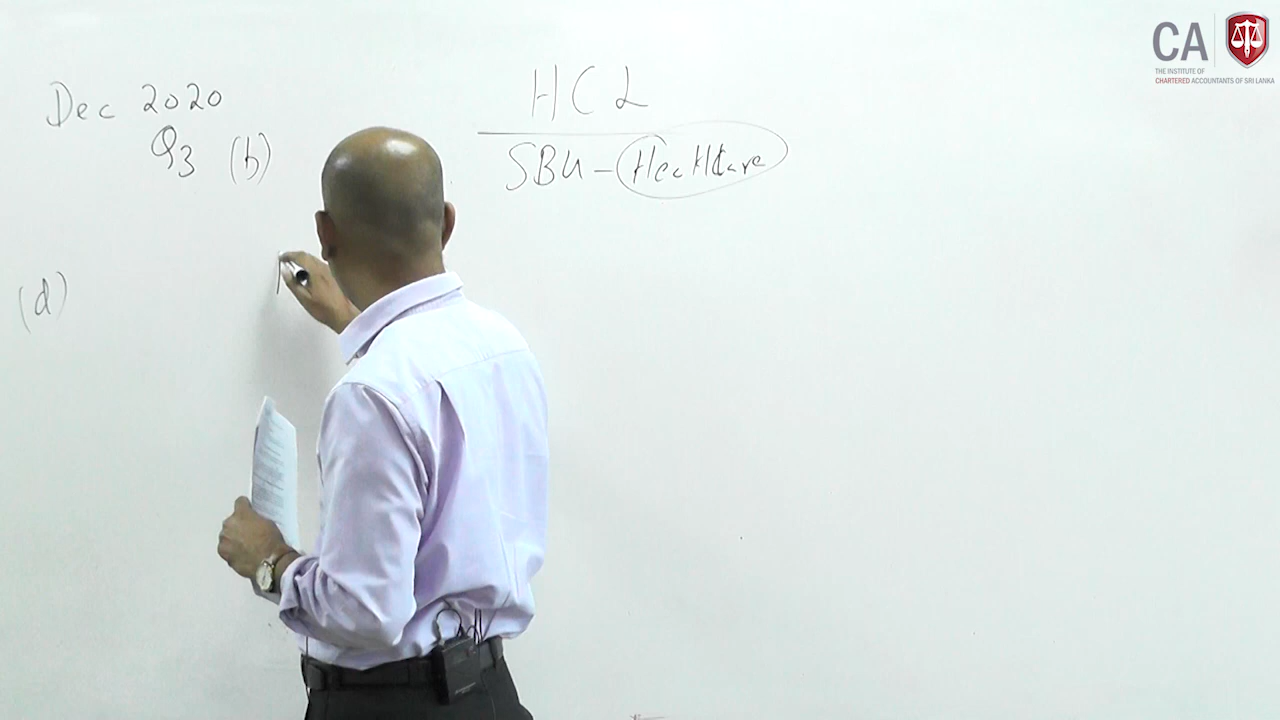 Dec 2020
Q3 (b)
HCL
SBU - Healthcare
(d)
CA
THE INSTITUTE OF
CHARTERED ACCOUNTANTS OF SRI LANKA